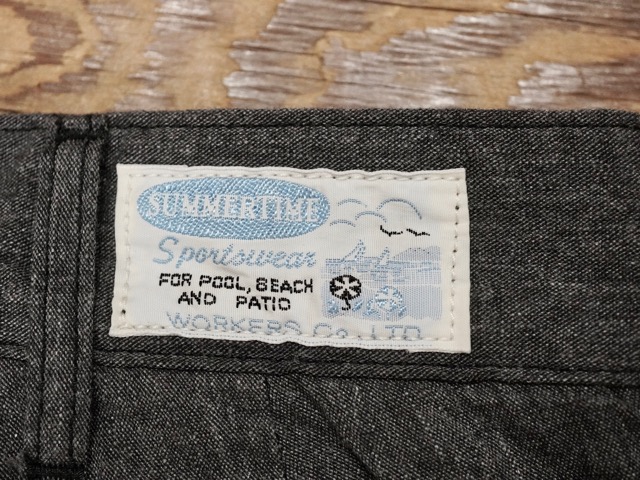 SUMMERTIME
Sportswear
FOR POOL, BEACH
AND PATIO
WORKERS Co., LTD